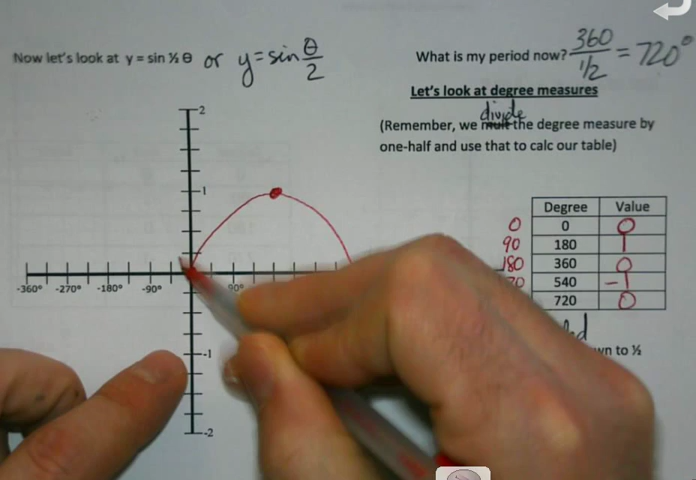 Now let's look at y = sin ½ θ or y = sin θ/2
What is my period now? 360/½ = 720°
Let's look at degree measures
divide
(Remember, we mult the degree measure by
one-half and use that to calc our table)
2
1
-1
-2
-360° -270° -180° -90° 90°
Degree Value
0 0 0
90 180 1
180 360 0
540 -1
720 0
wn to ½